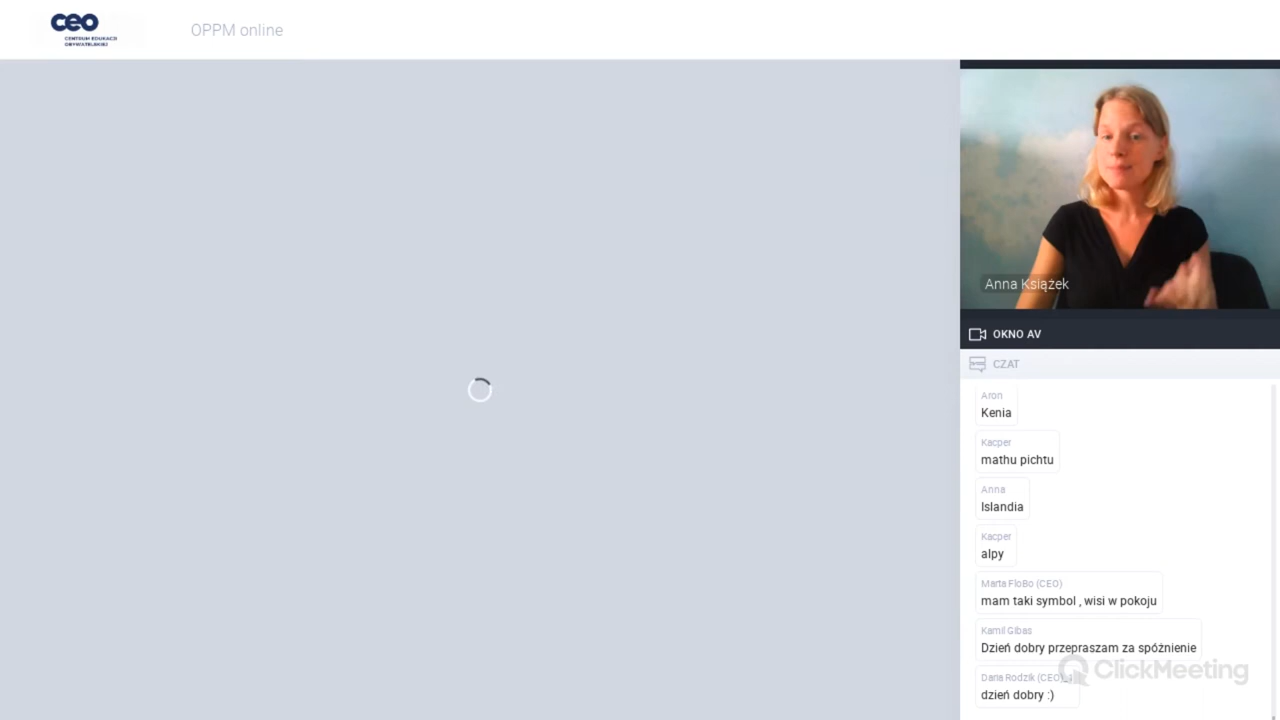 ceo
CENTRUM EDUKACJI
OBYWATELSKIEJ
OPPM online
Anna Książek
OKNO AV
CZAT
Aron
Kenia
Kacper
mathu pichtu
Anna
Islandia
Kacper
alpy
Marta FloBo (CEO)
mam taki symbol , wisi w pokoju
Kamil Gibas
Dzień dobry przepraszam za spóżnienie
ClickMeeting
Daria Rodzik (CEO)_1
dzień dobry :)